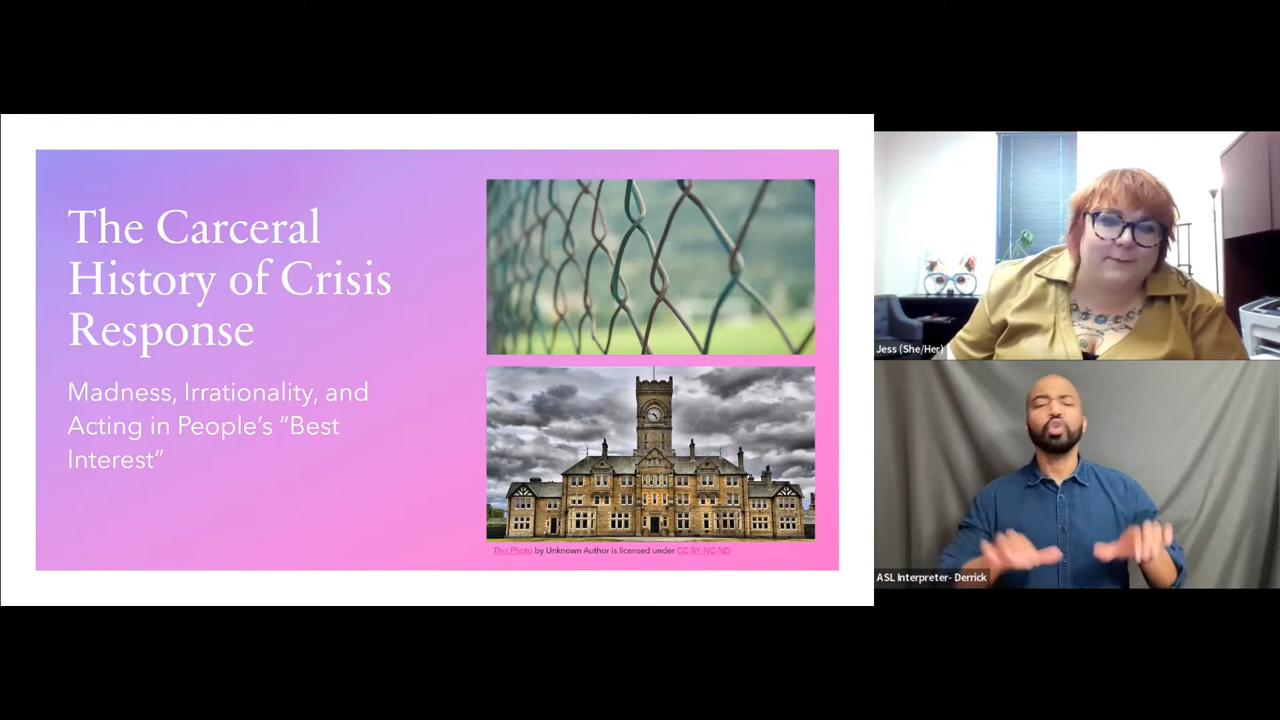 The Carceral
History of Crisis
Response
Madness, Irrationality, and
Acting in People's “Best
Interest”
This Photo by Unknown Author is licensed under CC BY-NC-ND
Jess (She/Her)
ASL Interpreter- Derrick